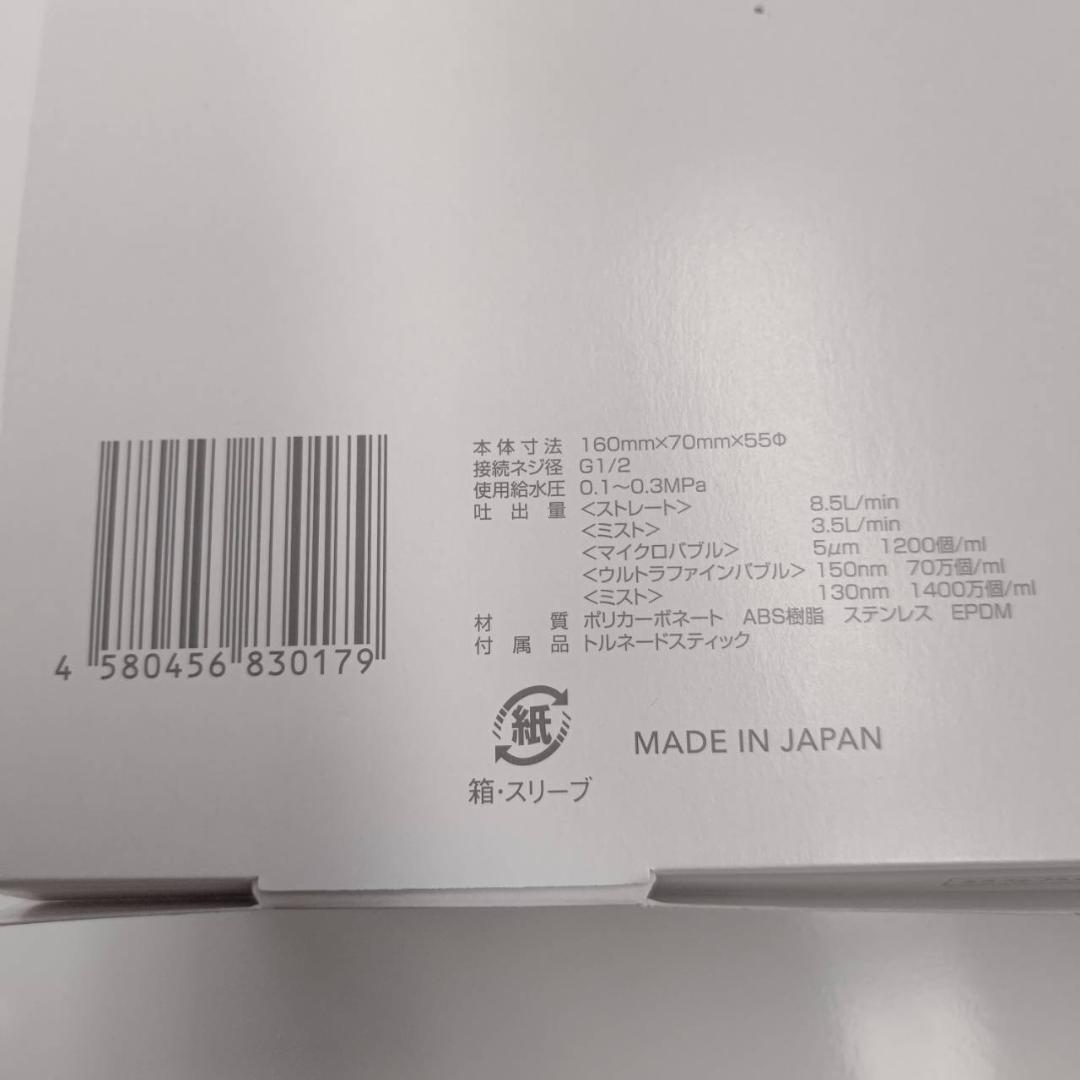 4 580456 830179
本体寸法 160mm×70mm×55Φ
接続ネジ径 G1/2
使用給水圧 0.1～0.3MPa
吐出量 <ストレート> 8.5L/min
<ミスト> 3.5L/min
<マイクロバブル> 5μm 1200個/ml
<ウルトラファインバブル> 150nm 70万個/ml
<ミスト> 130nm 1400万個/ml
材質 ポリカーボネート ABS樹脂 ステンレス EPDM
付属品 トルネードスティック
紙
箱・スリーブ
MADE IN JAPAN